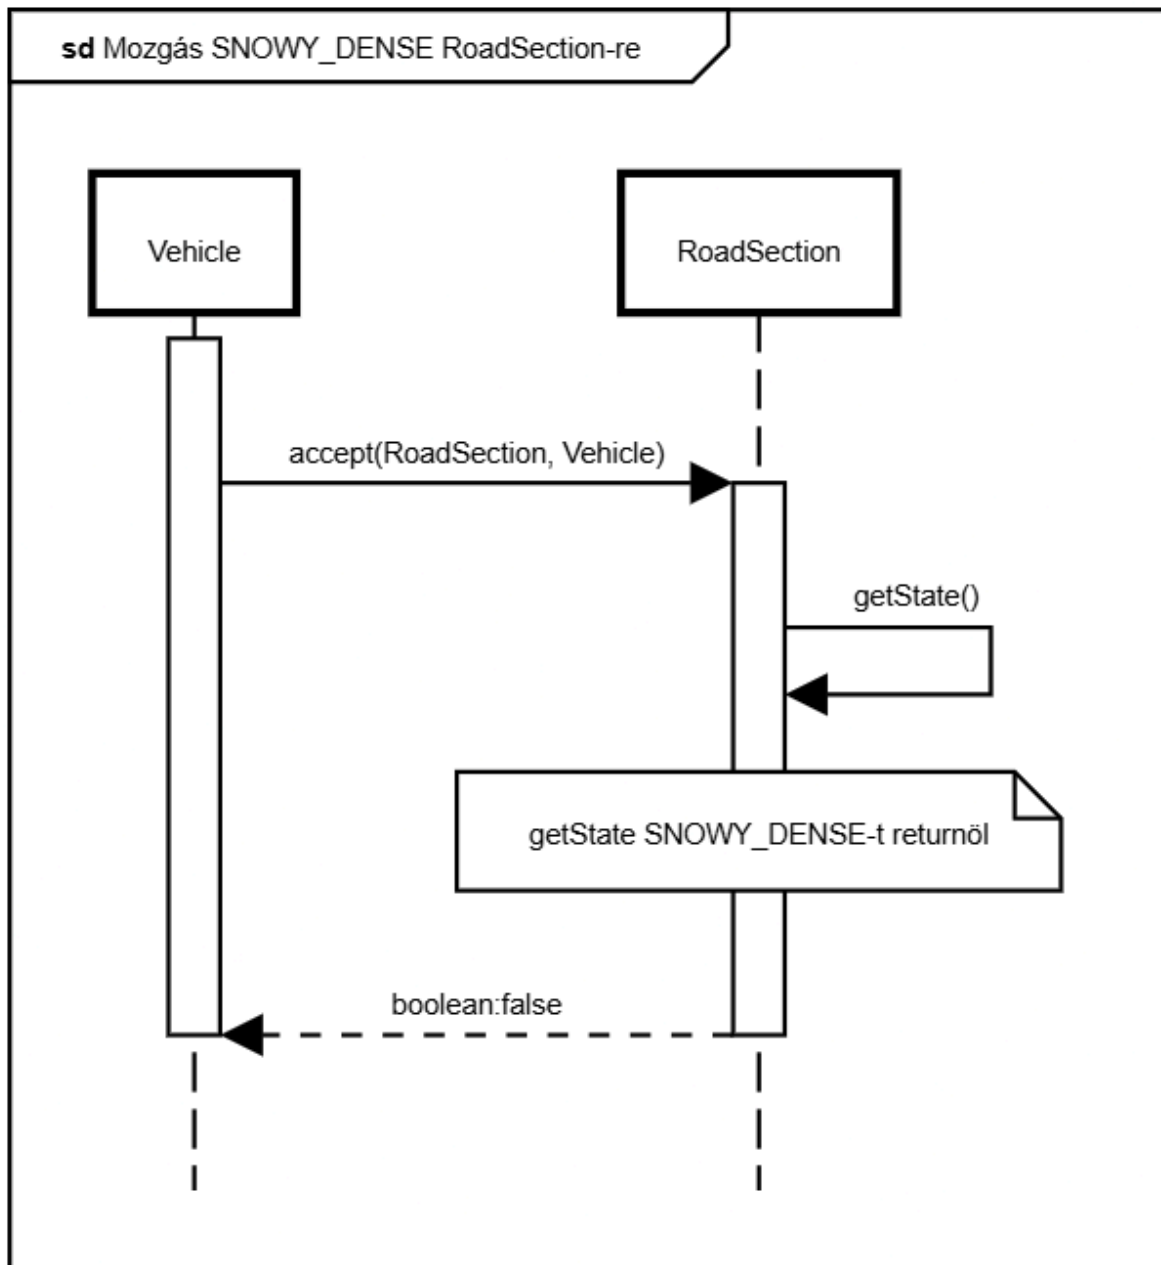 sd Mozgás SNOWY_DENSE RoadSection-re
Vehicle
RoadSection
accept(RoadSection, Vehicle)
getState()
getState SNOWY_DENSE-t returnöl
boolean:false